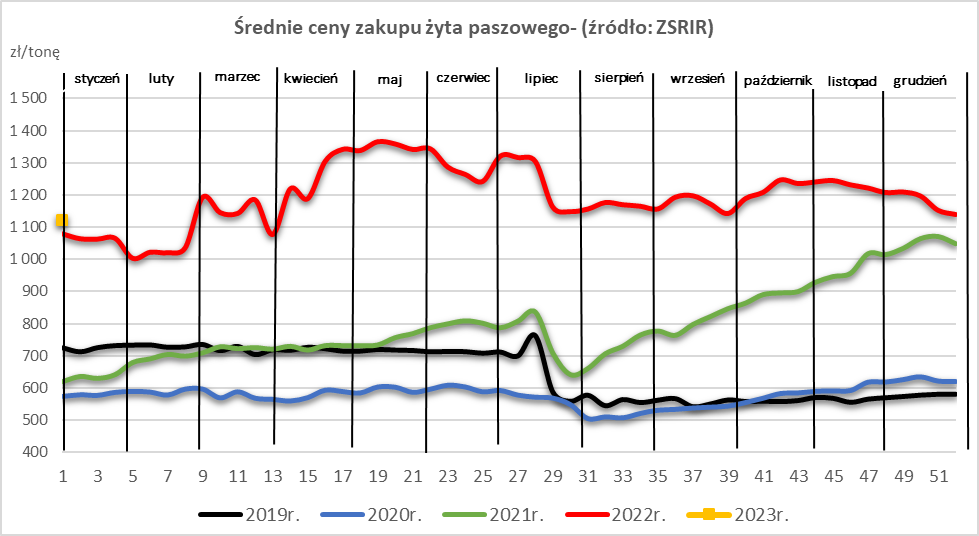 Średnie ceny zakupu żyta paszowego- (źródło: ZSRIR)
zł/tonę
styczeń luty marzec kwiecień maj czerwiec lipiec sierpień wrzesień październik listopad grudzień
1 500
1 400
1 300
1 200
1 100
1 000
900
800
700
600
500
400
1 3 5 7 9 11 13 15 17 19 21 23 25 27 29 31 33 35 37 39 41 43 45 47 49 51
2019r. 2020r. 2021r. 2022r. 2023r.